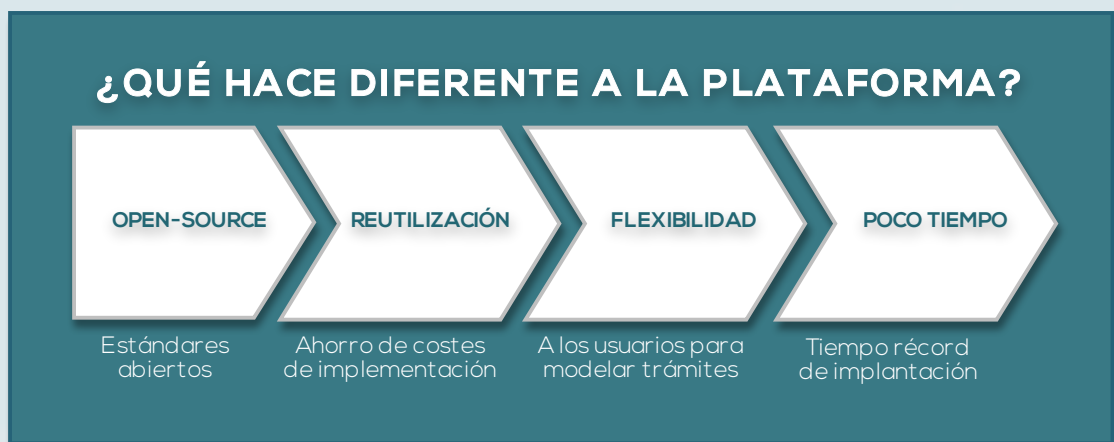 ¿QUÉ HACE DIFERENTE A LA PLATAFORMA?
OPEN-SOURCE
Estándares
abiertos
REUTILIZACIÓN
Ahorro de costes
de implementación
FLEXIBILIDAD
A los usuarios para
modelar trámites
POCO TIEMPO
Tiempo récord
de implantación